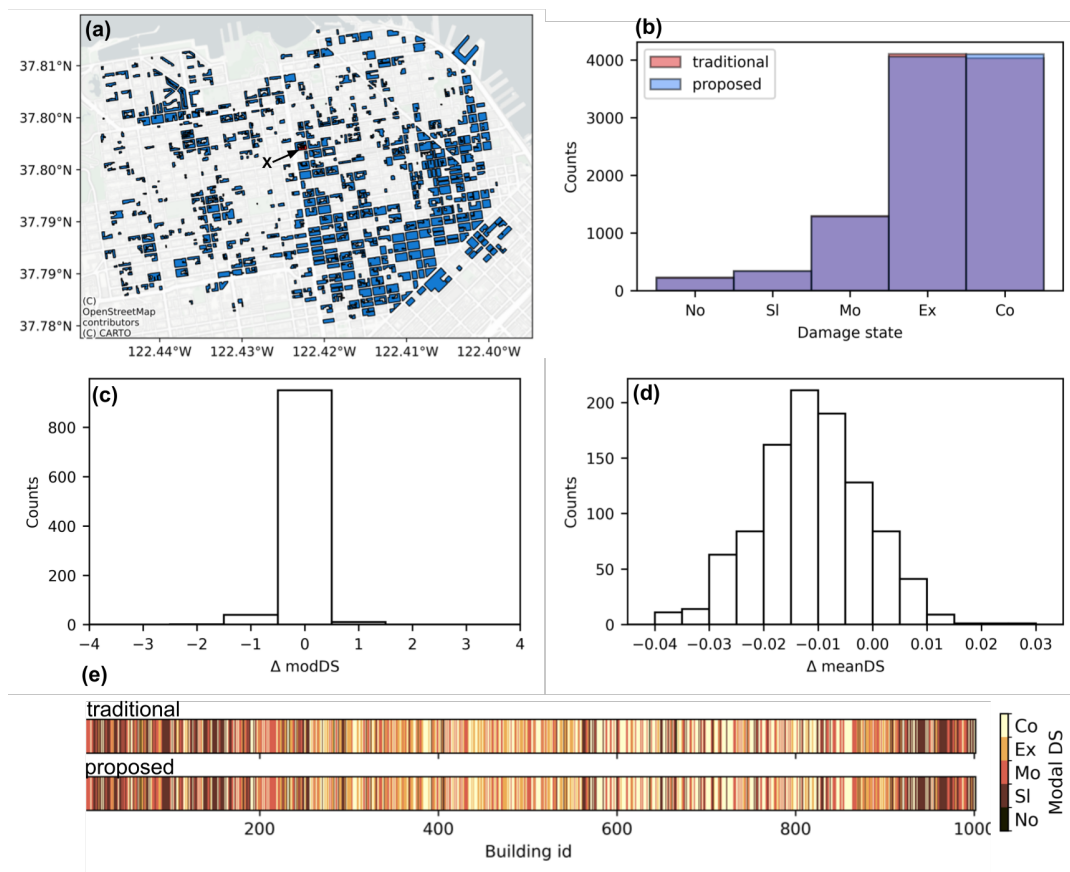 (a)
37.81°N
37.80°N
37.80°N
37.79°N
37.79°N
37.78°N
X
(C)
OpenStreetMap
contributors
(C) CARTO
122.44°W 122.43°W 122.42°W 122.41°W 122.40°W
(b)
traditional
proposed
4000
3000
2000
1000
0
Counts
No Sl Mo Ex Co
Damage state
(c)
800
600
400
200
0
Counts
−4 −3 −2 −1 0 1 2 3 4
Δ modDS
(d)
200
150
100
50
0
Counts
−0.04 −0.03 −0.02 −0.01 0.00 0.01 0.02 0.03
Δ meanDS
(e)
traditional
proposed
200 400 600 800 1000
Building id
Co
Ex
Mo
Sl
No
Modal DS